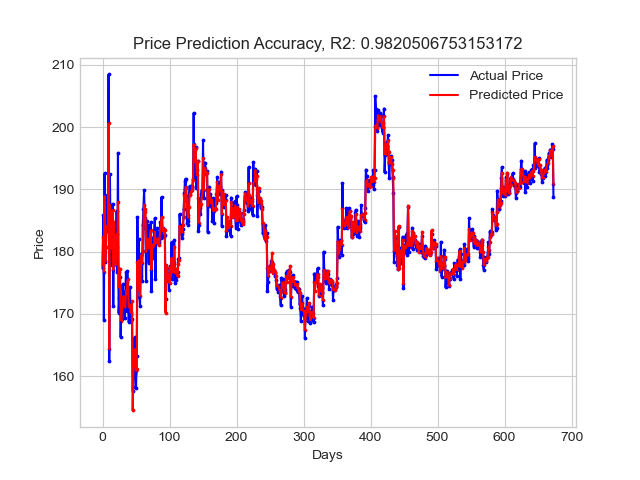 Price Prediction Accuracy, R2: 0.9820506753153172
Actual Price
Predicted Price
210
200
190
180
170
160
Price
0 100 200 300 400 500 600 700
Days